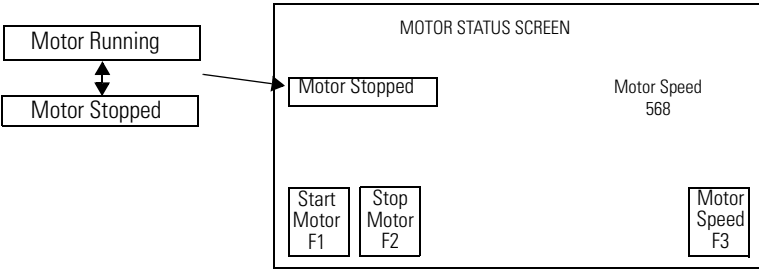 Motor Running
Motor Stopped
MOTOR STATUS SCREEN
Motor Stopped
Motor Speed
568
Start
Motor
F1
Stop
Motor
F2
Motor
Speed
F3